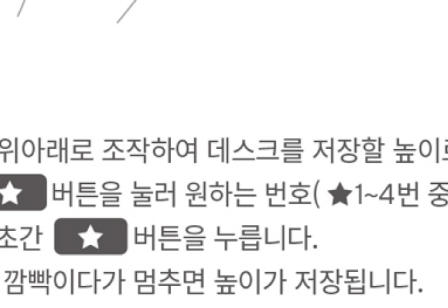 위아래로 조작하여 데스크를 저장할 높이로
★ 버튼을 눌러 원하는 번호( ★1~4번 중
초간 ★ 버튼을 누릅니다.
깜빡이다가 멈추면 높이가 저장됩니다.